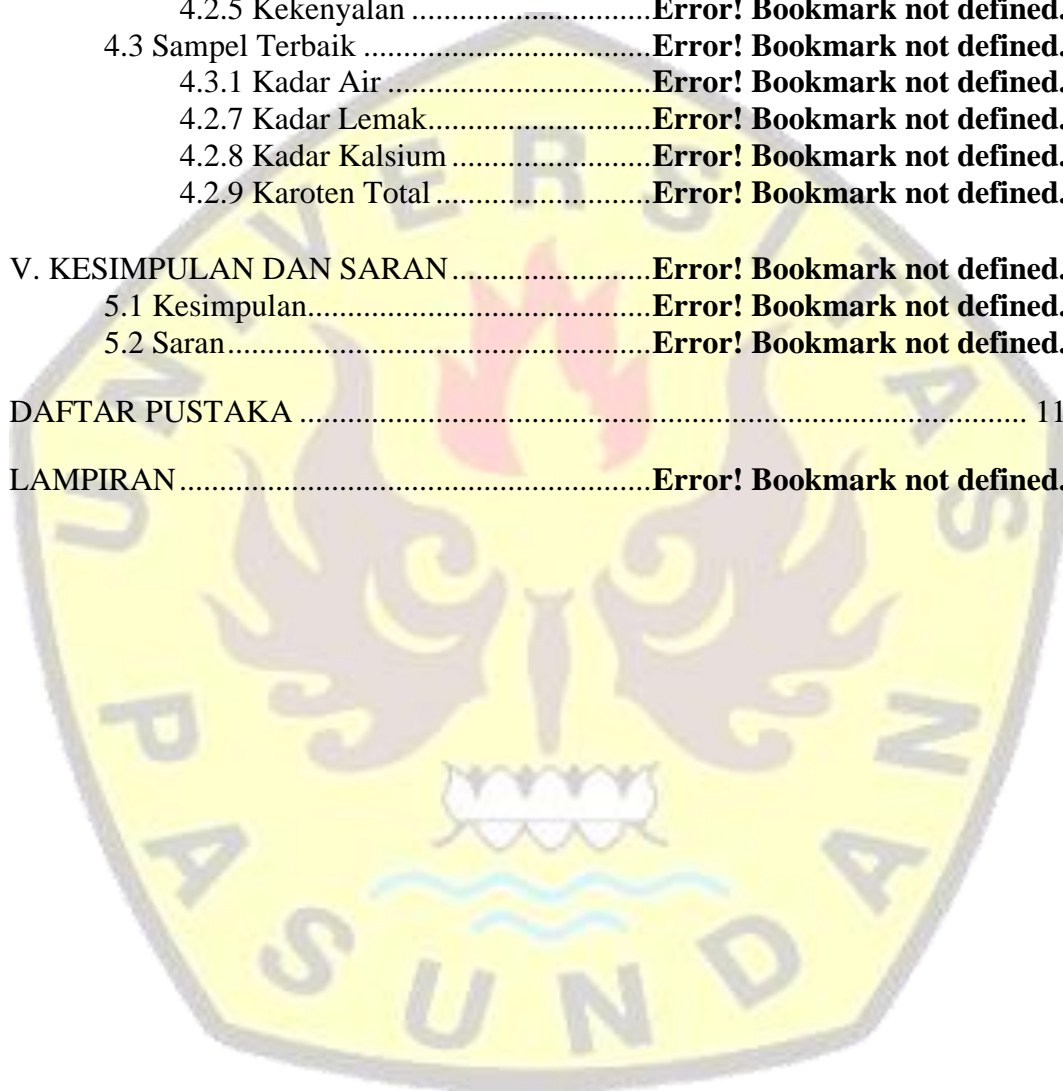 4.2.5 Kekenyalan ..............................Error! Bookmark not defined.
4.3 Sampel Terbaik ....................................Error! Bookmark not defined.
4.3.1 Kadar Air .................................Error! Bookmark not defined.
4.2.7 Kadar Lemak............................Error! Bookmark not defined.
4.2.8 Kadar Kalsium .........................Error! Bookmark not defined.
4.2.9 Karoten Total ...........................Error! Bookmark not defined.
V. KESIMPULAN DAN SARAN.........................Error! Bookmark not defined.
5.1 Kesimpulan...........................................Error! Bookmark not defined.
5.2 Saran.....................................................Error! Bookmark not defined.
DAFTAR PUSTAKA ........................................................................................... 11
LAMPIRAN...........................................................Error! Bookmark not defined.
UNIVERSITAS
PASUNDAN